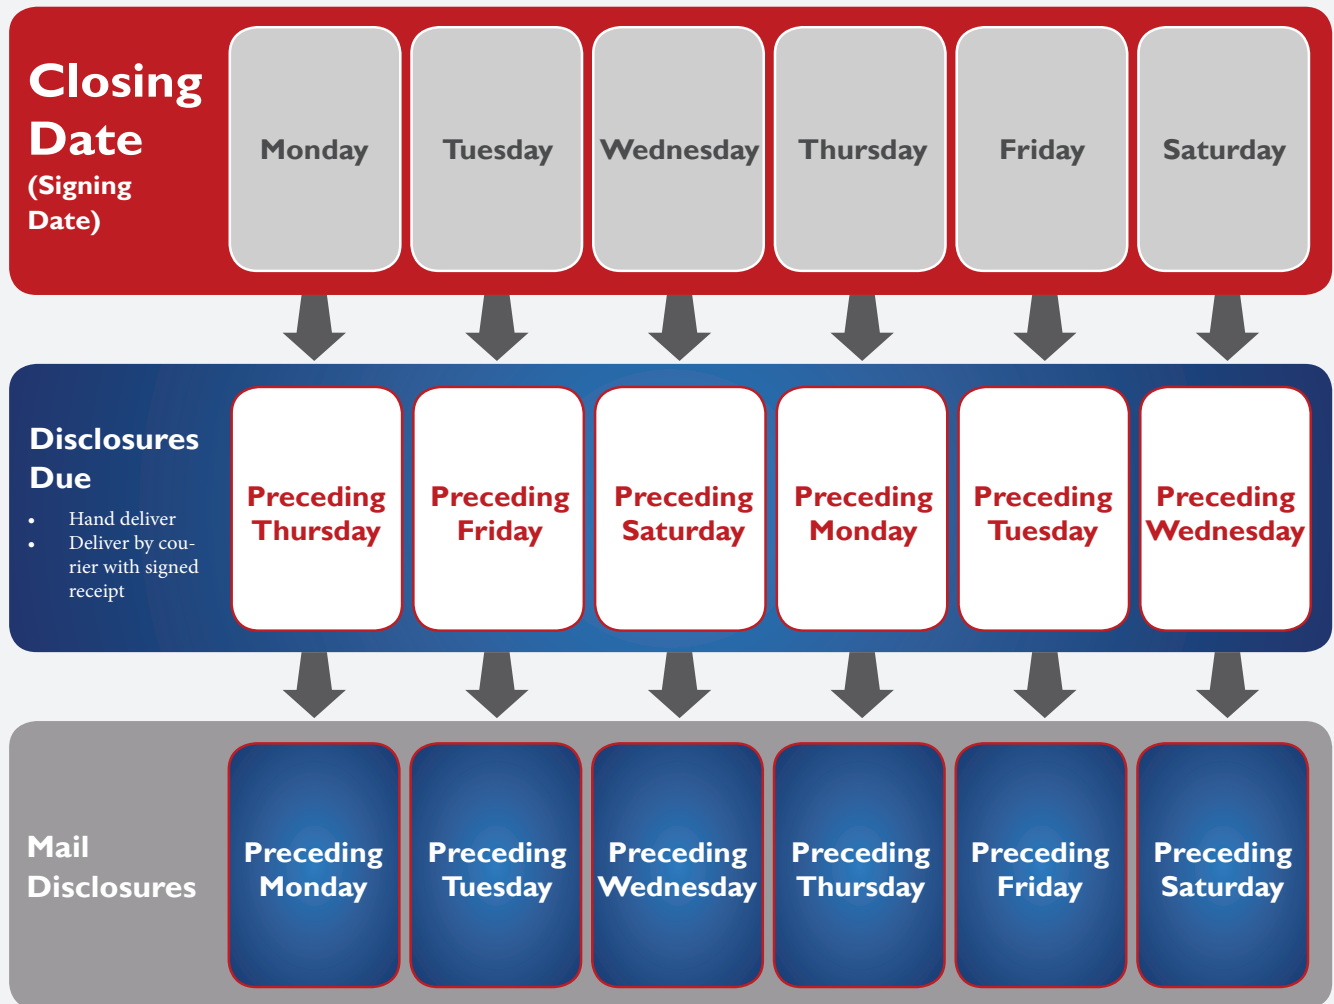 Closing
Date
(Signing
Date)
Monday
Tuesday
Wednesday
Thursday
Friday
Saturday
Disclosures
Due
• Hand deliver
• Deliver by cou-
rier with signed
receipt
Preceding
Thursday
Preceding
Friday
Preceding
Saturday
Preceding
Monday
Preceding
Tuesday
Preceding
Wednesday
Mail
Disclosures
Preceding
Monday
Preceding
Tuesday
Preceding
Wednesday
Preceding
Thursday
Preceding
Friday
Preceding
Saturday